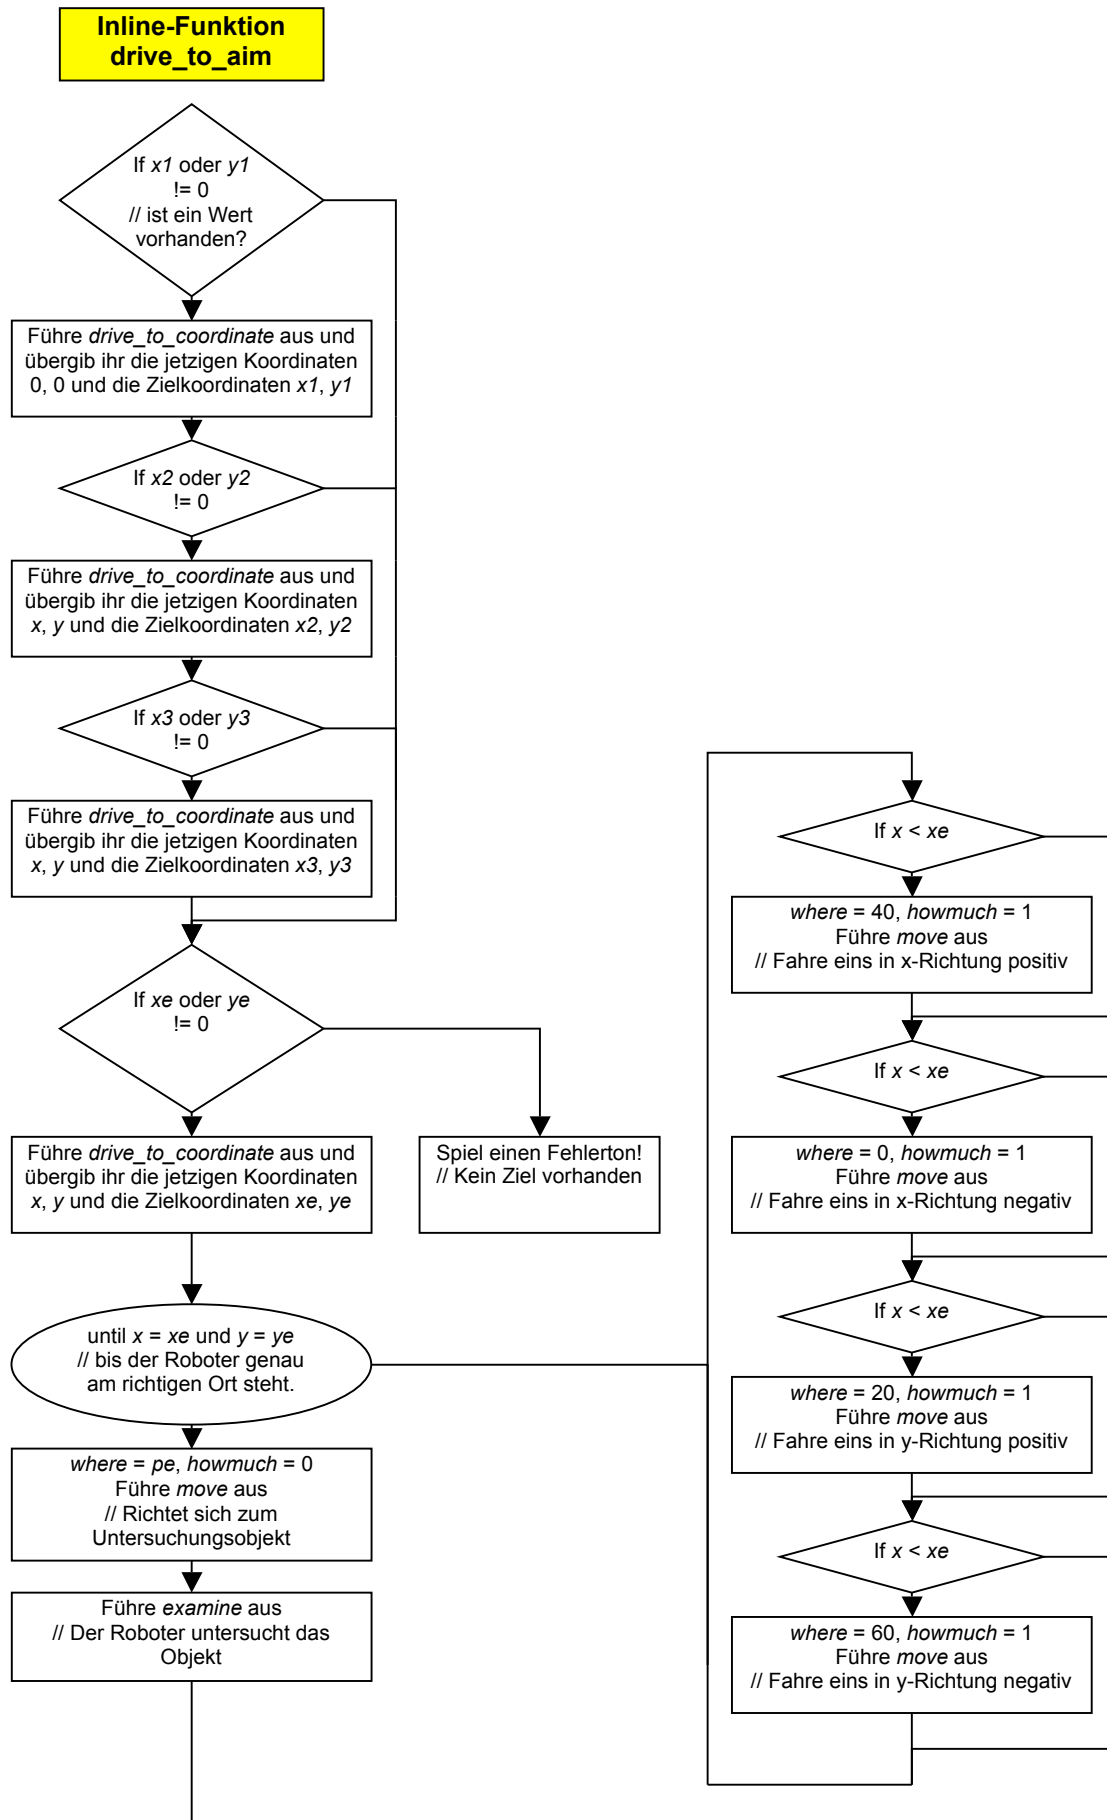 Inline-Funktion
drive_to_aim
If x1 oder y1
!= 0
// ist ein Wert
vorhanden?
Führe drive_to_coordinate aus und
übergib ihr die jetzigen Koordinaten
0, 0 und die Zielkoordinaten x1, y1
If x2 oder y2
!= 0
Führe drive_to_coordinate aus und
übergib ihr die jetzigen Koordinaten
x, y und die Zielkoordinaten x2, y2
If x3 oder y3
!= 0
Führe drive_to_coordinate aus und
übergib ihr die jetzigen Koordinaten
x, y und die Zielkoordinaten x3, y3
If xe oder ye
!= 0
Führe drive_to_coordinate aus und
übergib ihr die jetzigen Koordinaten
x, y und die Zielkoordinaten xe, ye
Spiel einen Fehlerton!
// Kein Ziel vorhanden
until x = xe und y = ye
// bis der Roboter genau
am richtigen Ort steht.
where = pe, howmuch = 0
Führe move aus
// Richtet sich zum
Untersuchungsobjekt
Führe examine aus
// Der Roboter untersucht das
Objekt
If x < xe
where = 40, howmuch = 1
Führe move aus
// Fahre eins in x-Richtung positiv
If x < xe
where = 0, howmuch = 1
Führe move aus
// Fahre eins in x-Richtung negativ
If x < xe
where = 20, howmuch = 1
Führe move aus
// Fahre eins in y-Richtung positiv
If x < xe
where = 60, howmuch = 1
Führe move aus
// Fahre eins in y-Richtung negativ